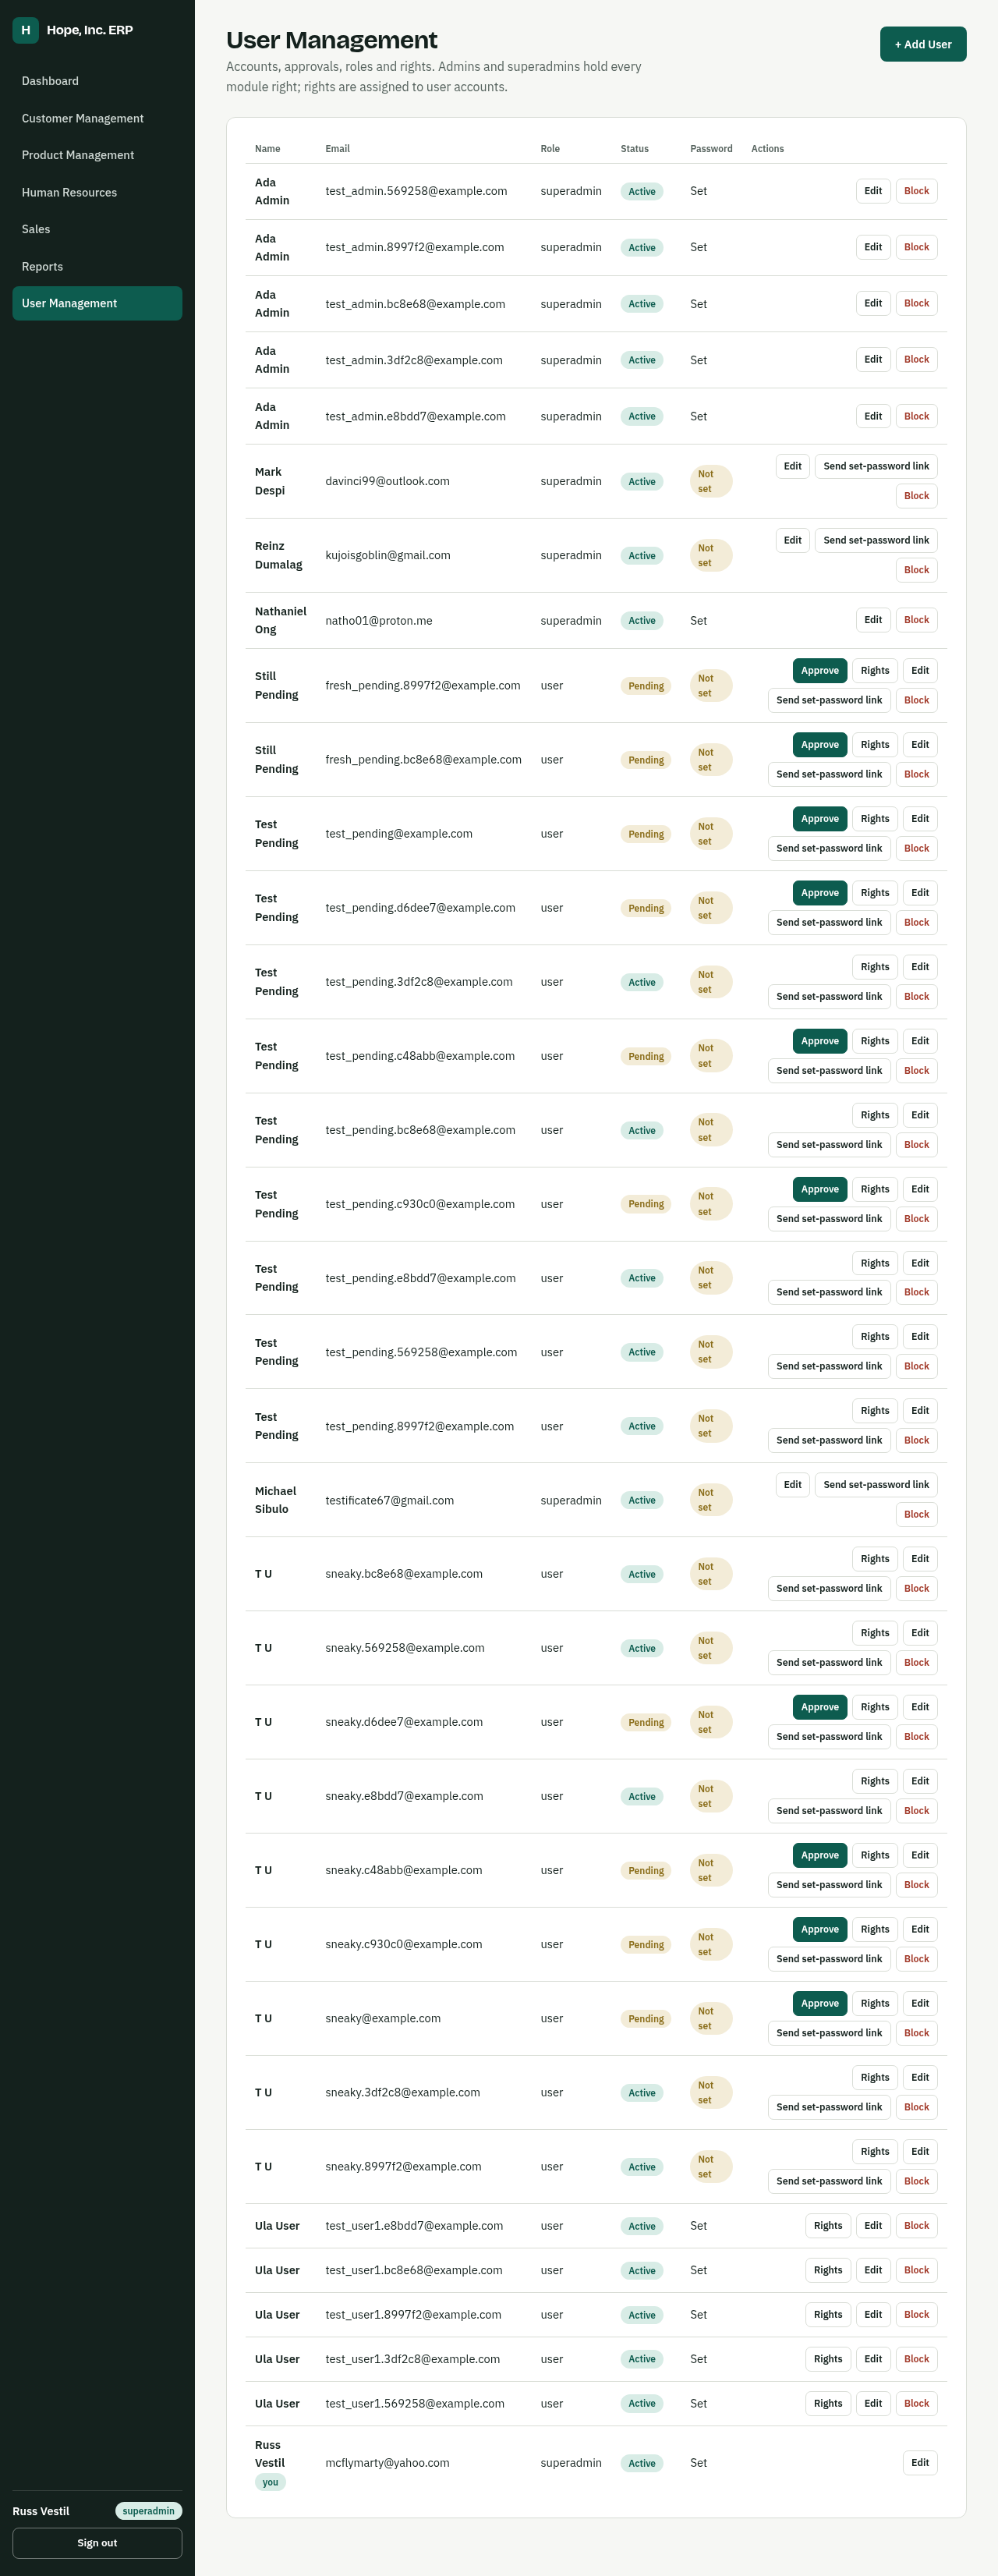 H Hope, Inc. ERP
Dashboard
Customer Management
Product Management
Human Resources
Sales
Reports
User Management
Russ Vestil superadmin
Sign out
User Management
Accounts, approvals, roles and rights. Admins and superadmins hold every
module right; rights are assigned to user accounts.
+ Add User
Name Email Role Status Password Actions
Ada
Admin
test_admin.569258@example.com superadmin Active Set Edit Block
Ada
Admin
test_admin.8997f2@example.com superadmin Active Set Edit Block
Ada
Admin
test_admin.bc8e68@example.com superadmin Active Set Edit Block
Ada
Admin
test_admin.3df2c8@example.com superadmin Active Set Edit Block
Ada
Admin
test_admin.e8bdd7@example.com superadmin Active Set Edit Block
Mark
Despi
davinci99@outlook.com superadmin Active Not
set
Edit Send set-password link
Block
Reinz
Dumalag
kujoisgoblin@gmail.com superadmin Active Not
set
Edit Send set-password link
Block
Nathaniel
Ong
natho01@proton.me superadmin Active Set Edit Block
Still
Pending
fresh_pending.8997f2@example.com user Pending Not
set
Approve Rights Edit
Send set-password link Block
Still
Pending
fresh_pending.bc8e68@example.com user Pending Not
set
Approve Rights Edit
Send set-password link Block
Test
Pending
test_pending@example.com user Pending Not
set
Approve Rights Edit
Send set-password link Block
Test
Pending
test_pending.d6dee7@example.com user Pending Not
set
Approve Rights Edit
Send set-password link Block
Test
Pending
test_pending.3df2c8@example.com user Active Not
set
Rights Edit
Send set-password link Block
Test
Pending
test_pending.c48abb@example.com user Pending Not
set
Approve Rights Edit
Send set-password link Block
Test
Pending
test_pending.bc8e68@example.com user Active Not
set
Rights Edit
Send set-password link Block
Test
Pending
test_pending.c930c0@example.com user Pending Not
set
Approve Rights Edit
Send set-password link Block
Test
Pending
test_pending.e8bdd7@example.com user Active Not
set
Rights Edit
Send set-password link Block
Test
Pending
test_pending.569258@example.com user Active Not
set
Rights Edit
Send set-password link Block
Test
Pending
test_pending.8997f2@example.com user Active Not
set
Rights Edit
Send set-password link Block
Michael
Sibulo
testificate67@gmail.com superadmin Active Not
set
Edit Send set-password link
Block
T U sneaky.bc8e68@example.com user Active Not
set
Rights Edit
Send set-password link Block
T U sneaky.569258@example.com user Active Not
set
Rights Edit
Send set-password link Block
T U sneaky.d6dee7@example.com user Pending Not
set
Approve Rights Edit
Send set-password link Block
T U sneaky.e8bdd7@example.com user Active Not
set
Rights Edit
Send set-password link Block
T U sneaky.c48abb@example.com user Pending Not
set
Approve Rights Edit
Send set-password link Block
T U sneaky.c930c0@example.com user Pending Not
set
Approve Rights Edit
Send set-password link Block
T U sneaky@example.com user Pending Not
set
Approve Rights Edit
Send set-password link Block
T U sneaky.3df2c8@example.com user Active Not
set
Rights Edit
Send set-password link Block
T U sneaky.8997f2@example.com user Active Not
set
Rights Edit
Send set-password link Block
Ula User test_user1.e8bdd7@example.com user Active Set Rights Edit Block
Ula User test_user1.bc8e68@example.com user Active Set Rights Edit Block
Ula User test_user1.8997f2@example.com user Active Set Rights Edit Block
Ula User test_user1.3df2c8@example.com user Active Set Rights Edit Block
Ula User test_user1.569258@example.com user Active Set Rights Edit Block
Russ
Vestil
you
mcflymarty@yahoo.com superadmin Active Set Edit